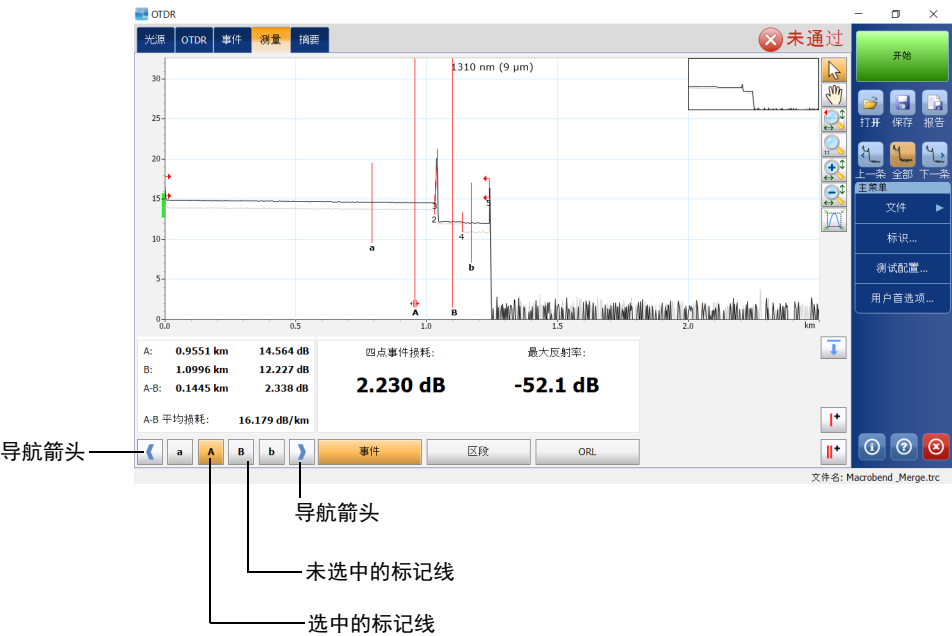 OTDR
光源 OTDR 事件 测量 摘要
未通过
开始
打开 保存 报告
上一条 全部 下一条
主菜单
文件
标识...
测试配置...
用户首选项...
1310 nm (9 µm)
30
25
20
15
10
5
0
0.0 0.5 1.0 1.5 2.0 km
a
A
B
b
2
3
4
5
A: 0.9551 km 14.564 dB
B: 1.0996 km 12.227 dB
A-B: 0.1445 km 2.338 dB
A-B 平均损耗: 16.179 dB/km
四点事件损耗: 最大反射率:
2.230 dB -52.1 dB
a A B b 事件 区段 ORL
文件名: Macrobend _Merge.trc
导航箭头
导航箭头
未选中的标记线
选中的标记线